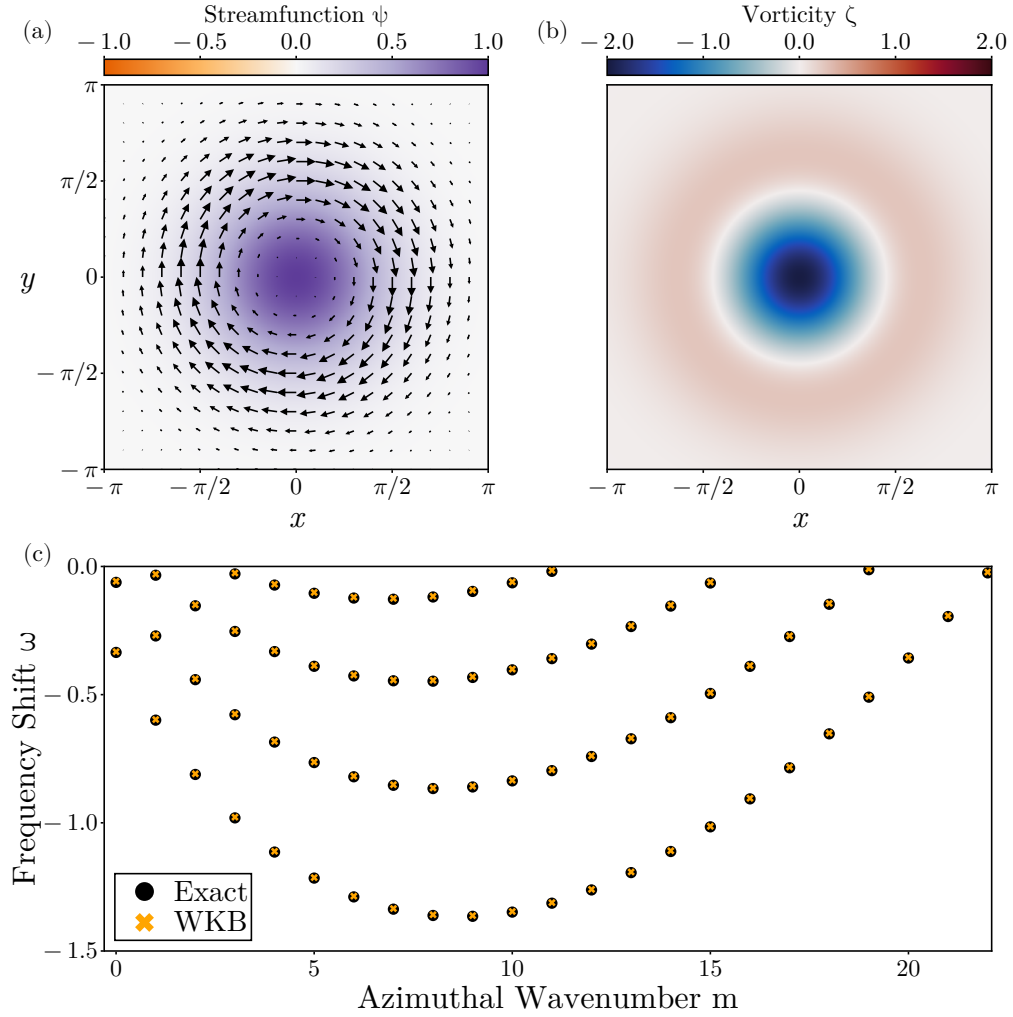 (a)
Streamfunction ψ
−1.0 −0.5 0.0 0.5 1.0
(b)
Vorticity ζ
−2.0 −1.0 0.0 1.0 2.0
π
π/2
y 0
−π/2
−π
−π −π/2 0 π/2 π
x
−π −π/2 0 π/2 π
x
(c)
Frequency Shift ω
0.0
−0.5
−1.0
−1.5
Exact
WKB
0 5 10 15 20
Azimuthal Wavenumber m